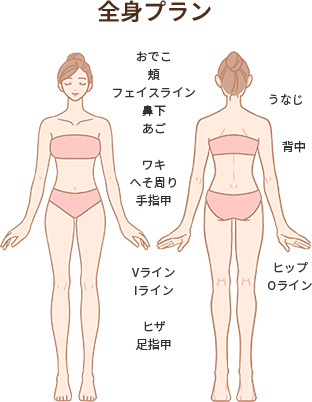 全身プラン
おでこ
頬
フェイスライン
鼻下
あご
ワキ
へそ周り
手指甲
Vライン
Iライン
ヒザ
足指甲
うなじ
背中
ヒップ
Oライン